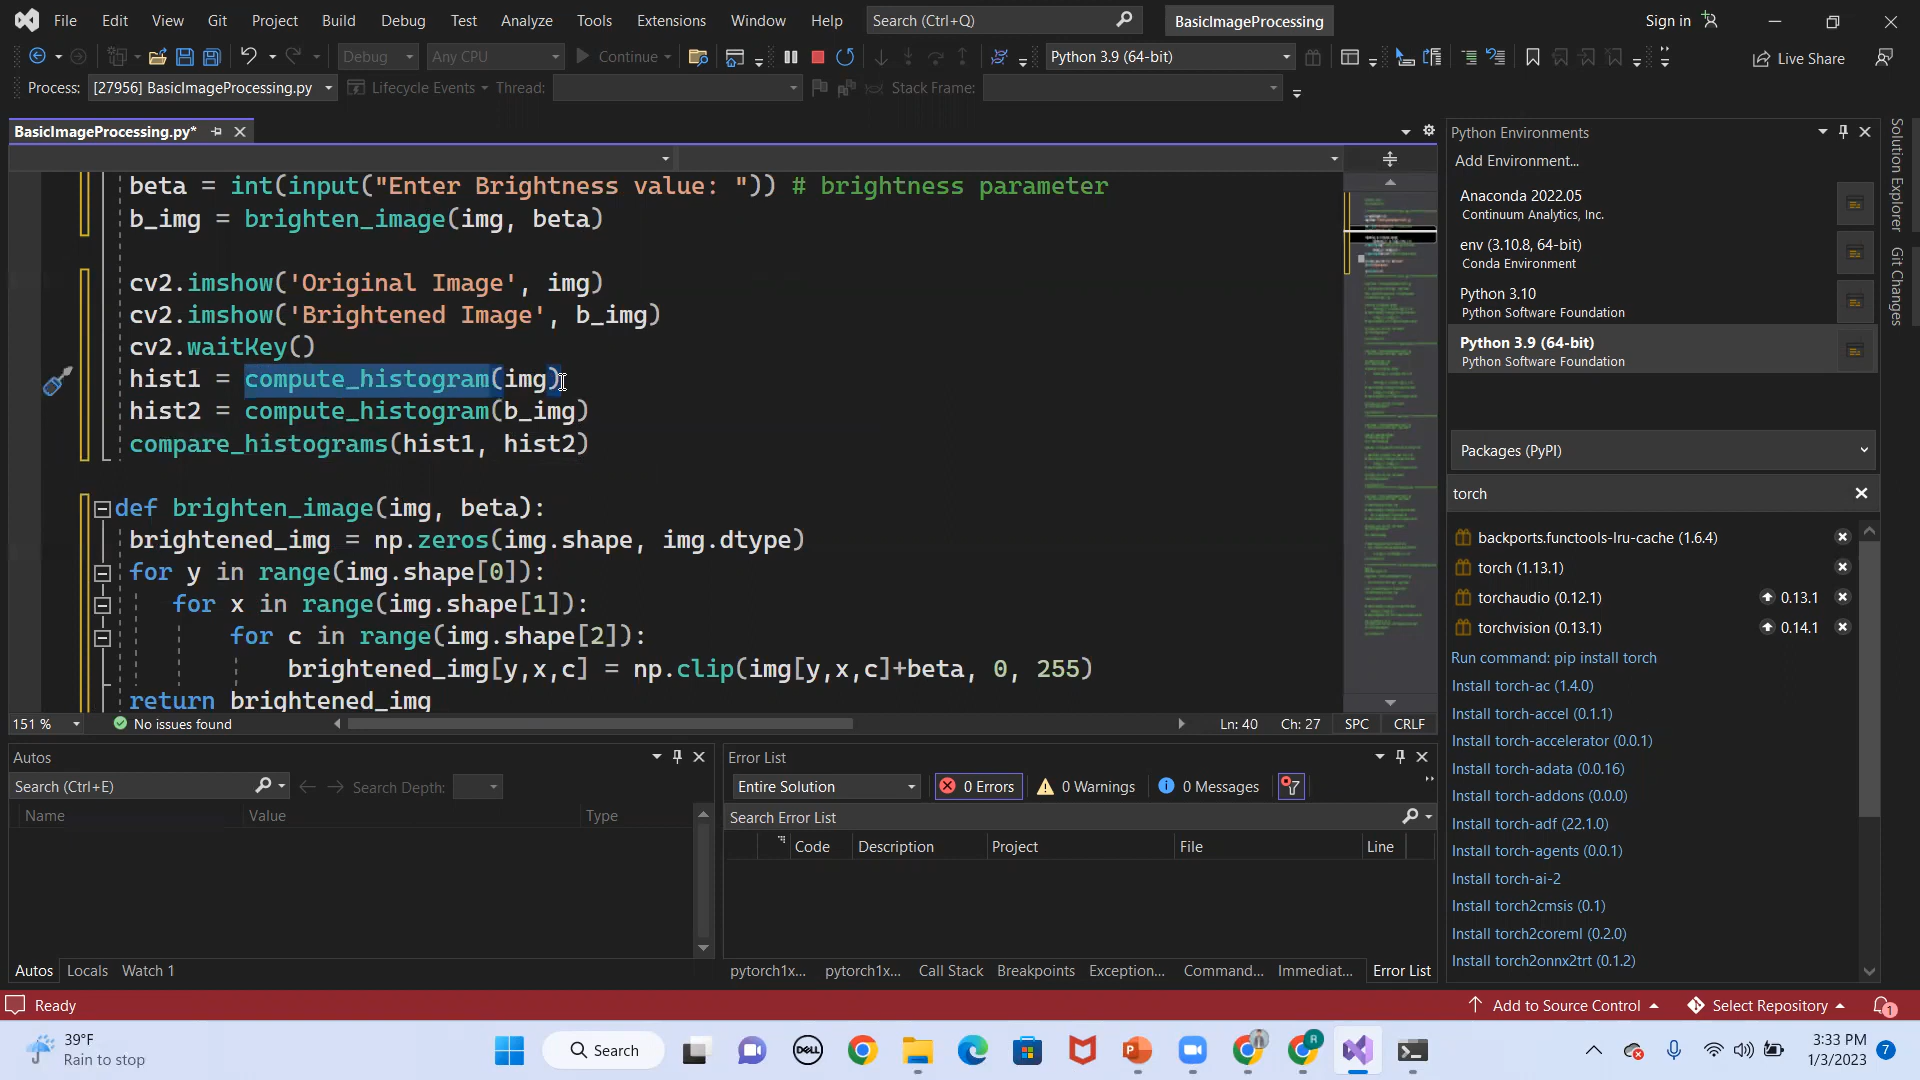 File Edit View Git Project Build Debug Test Analyze Tools Extensions Window Help Search (Ctrl+Q) BasicImageProcessing Sign in
Debug Any CPU Continue Python 3.9 (64-bit) Live Share
Process: [27956] BasicImageProcessing.py Lifecycle Events Thread: Stack Frame:
BasicImageProcessing.py*
beta = int(input("Enter Brightness value: ")) # brightness parameter
b_img = brighten_image(img, beta)
cv2.imshow('Original Image', img)
cv2.imshow('Brightened Image', b_img)
cv2.waitKey()
hist1 = compute_histogram(img)
hist2 = compute_histogram(b_img)
compare_histograms(hist1, hist2)
def brighten_image(img, beta):
brightened_img = np.zeros(img.shape, img.dtype)
for y in range(img.shape[0]):
for x in range(img.shape[1]):
for c in range(img.shape[2]):
brightened_img[y,x,c] = np.clip(img[y,x,c]+beta, 0, 255)
return brightened_img
151 % No issues found Ln: 40 Ch: 27 SPC CRLF
Python Environments
Add Environment...
Anaconda 2022.05
Continuum Analytics, Inc.
env (3.10.8, 64-bit)
Conda Environment
Python 3.10
Python Software Foundation
Python 3.9 (64-bit)
Python Software Foundation
Packages (PyPI)
torch
backports.functools-lru-cache (1.6.4)
torch (1.13.1)
torchaudio (0.12.1) 0.13.1
torchvision (0.13.1) 0.14.1
Run command: pip install torch
Install torch-ac (1.4.0)
Install torch-accel (0.1.1)
Install torch-accelerator (0.0.1)
Install torch-adata (0.0.16)
Install torch-addons (0.0.0)
Install torch-adf (22.1.0)
Install torch-agents (0.0.1)
Install torch-ai-2
Install torch2cmsis (0.1)
Install torch2coreml (0.2.0)
Install torch2onnx2trt (0.1.2)
Solution Explorer
Git Changes
Autos
Search (Ctrl+E) Search Depth:
Name Value Type
Autos Locals Watch 1
Error List
Entire Solution 0 Errors 0 Warnings 0 Messages
Search Error List
Code Description Project File Line
pytorch1x... pytorch1x... Call Stack Breakpoints Exception... Command... Immediat... Error List
Ready Add to Source Control Select Repository 1
39°F
Rain to stop
Search
DELL
3:33 PM
1/3/2023
7